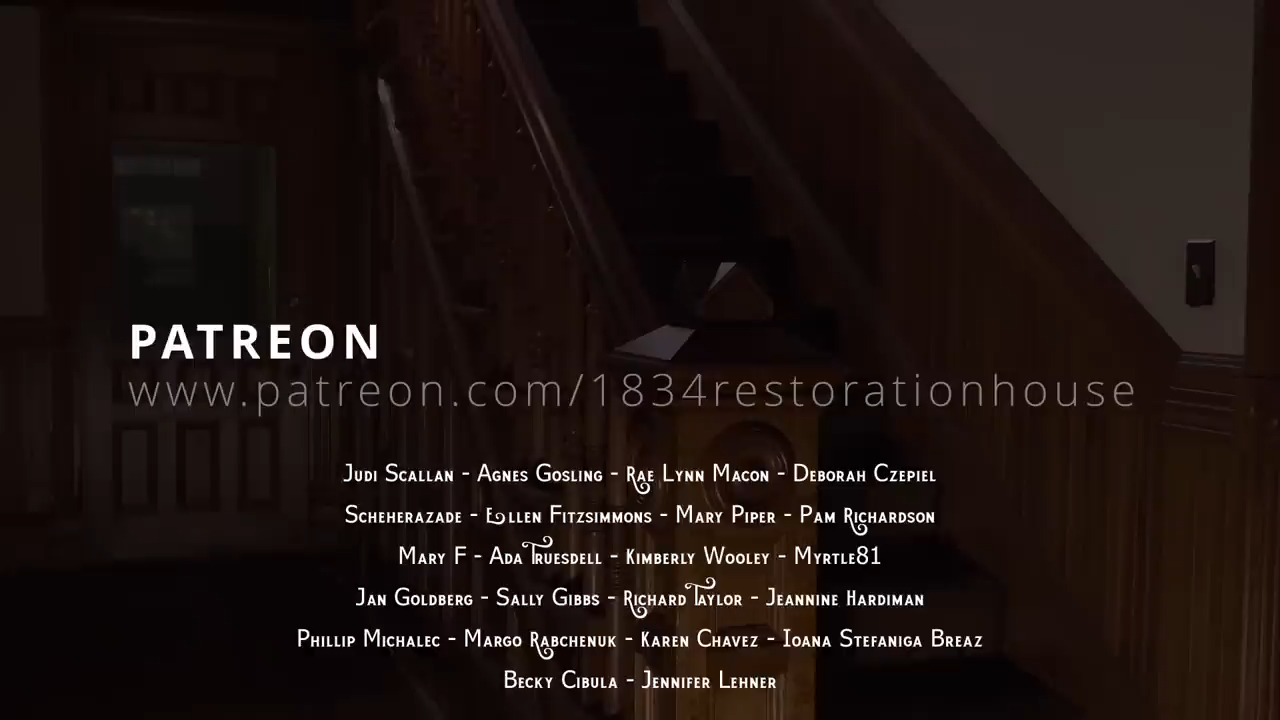 PATREON
www.patreon.com/1834restorationhouse
Judi Scallan - Agnes Gosling - Rae Lynn Macon - Deborah Czepiel
Scheherazade - Ellen Fitzsimmons - Mary Piper - Pam Richardson
Mary F - Ada Truesdell - Kimberly Wooley - Myrtle81
Jan Goldberg - Sally Gibbs - Richard Taylor - Jeannine Hardiman
Phillip Michalec - Margo Rabchenuk - Karen Chavez - Ioana Stefaniga Breaz
Becky Cibula - Jennifer Lehner